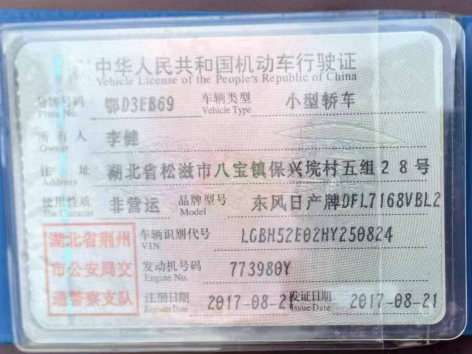 中华人民共和国机动车行驶证
Vehicle License of the People's Republic of China
号牌号码 Plate No. 鄂D3EB69 车辆类型 Vehicle Type 小型轿车
所有人 Owner 李健
住址 Address 湖北省松滋市八宝镇保兴垸村五组28号
使用性质 Use Character 非营运 品牌型号 Model 东风日产牌DFL7168VBL2
湖北省荆州
市公安局交
通警察支队
车辆识别代号 VIN LGBH52E02HY250824
发动机号码 Engine No. 773980Y
注册日期 Register Date 2017-08-2 发证日期 Issue Date 2017-08-21